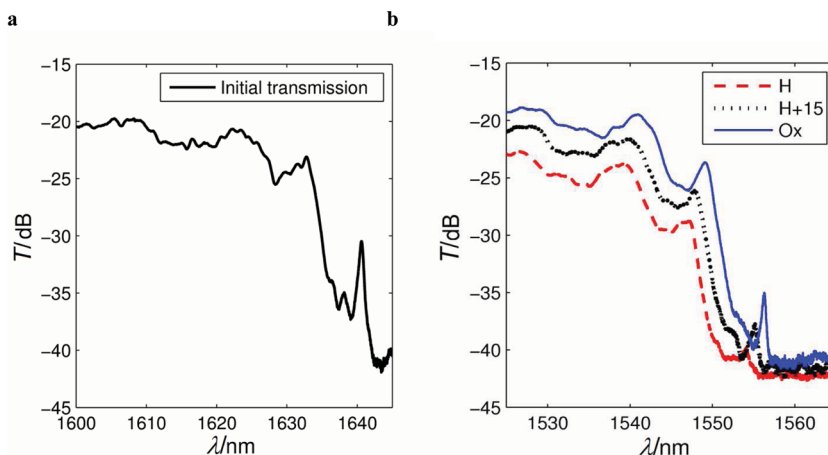 a
b
−15
−20
−25
−30
−35
−40
−45
T/dB
Initial transmission
1600
1610
1620
1630
1640
λ/nm
−15
−20
−25
−30
−35
−40
−45
T/dB
H
H+15
Ox
1530
1540
1550
1560
λ/nm